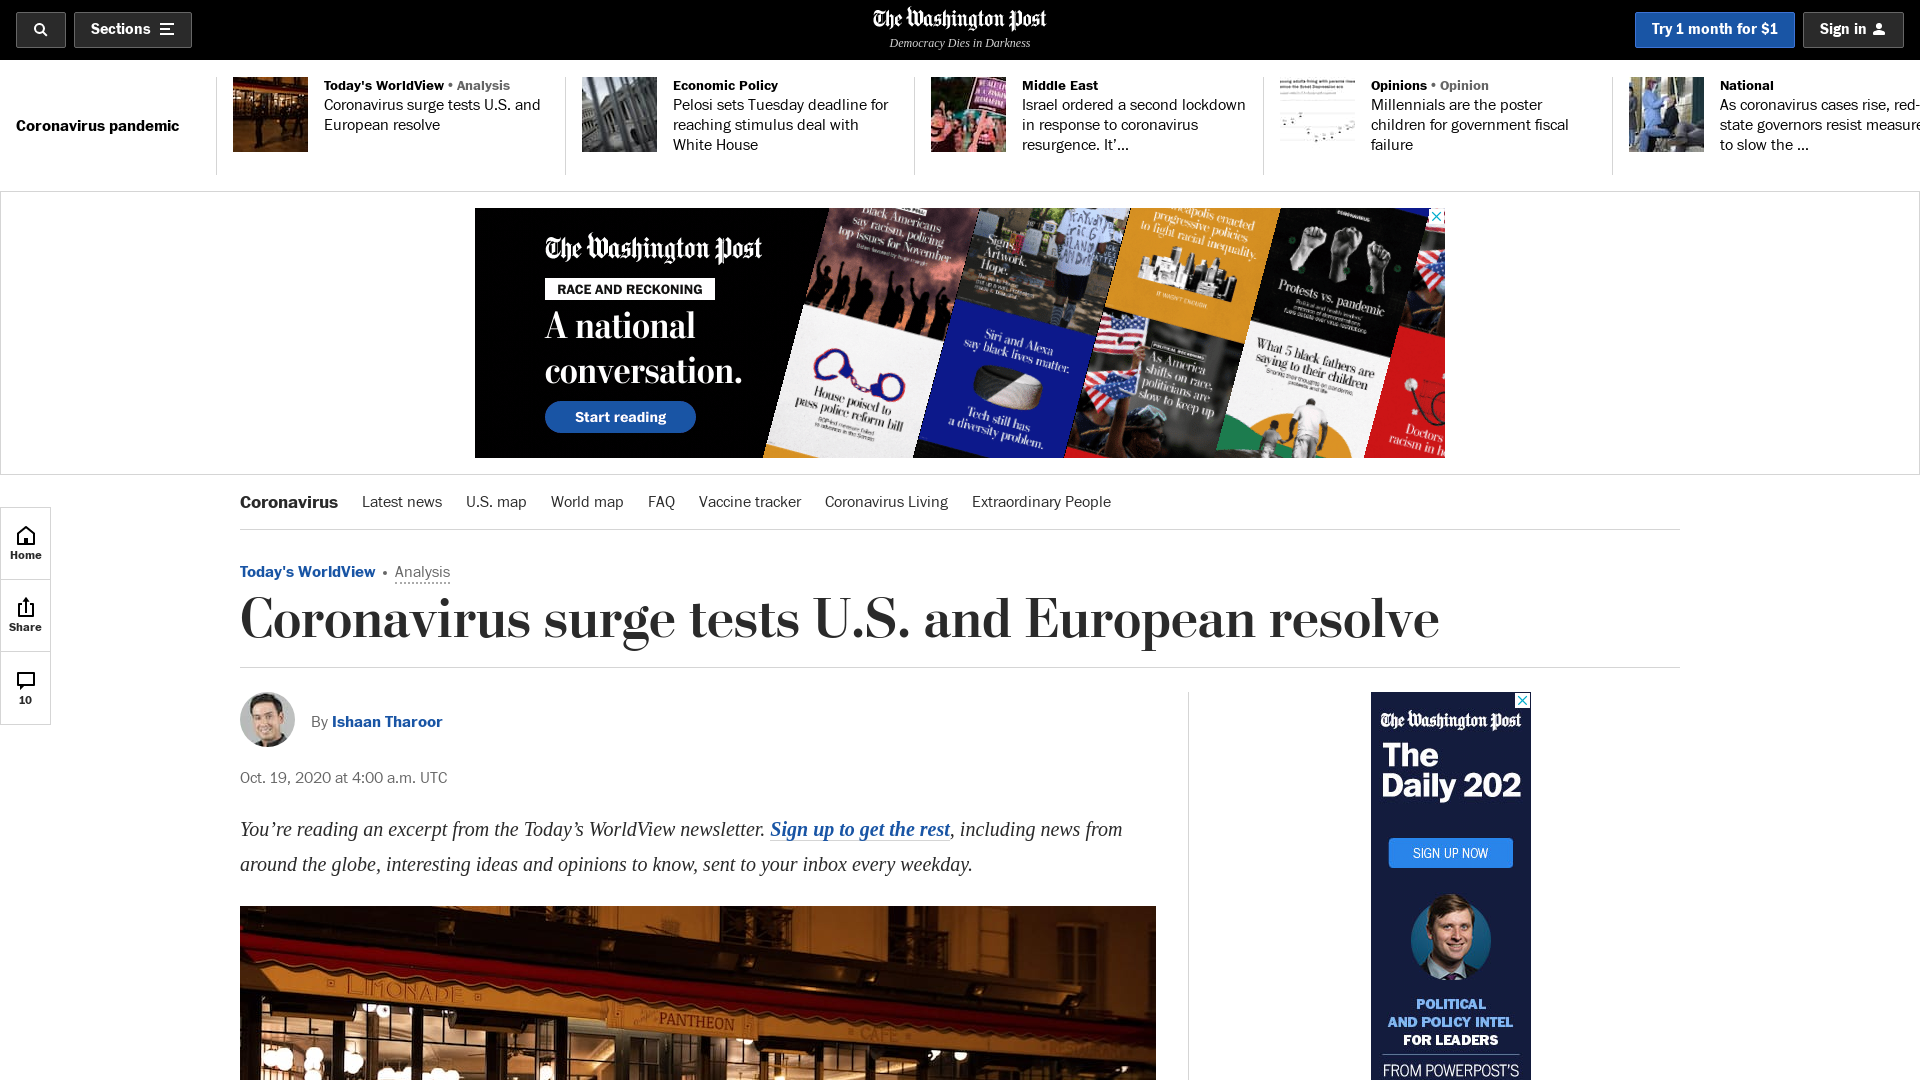 Sections
The Washington Post
Democracy Dies in Darkness
Try 1 month for $1
Sign in
Coronavirus pandemic
Today's WorldView • Analysis
Coronavirus surge tests U.S. and
European resolve
Economic Policy
Pelosi sets Tuesday deadline for
reaching stimulus deal with
White House
Middle East
Israel ordered a second lockdown
in response to coronavirus
resurgence. It’...
Opinions • Opinion
Millennials are the poster
children for government fiscal
failure
National
As coronavirus cases rise, red-
state governors resist measure
to slow the ...
The Washington Post
RACE AND RECKONING
A national
conversation.
Start reading
Black Americans
say racism, policing
top issues for November
Signs.
Artwork.
Hope.
progressive policies
to fight racial inequality.
IT WASN'T ENOUGH.
CORONAVIRUS
Protests vs. pandemic
House poised to
pass police reform bill
Siri and Alexa
say black lives matter.
Tech still has
a diversity problem.
POLITICAL RECKONING
As America
shifts on race,
politicians are
slow to keep up
What 5 black fathers are
saying to their children
Doctors
racism in
Coronavirus
Latest news
U.S. map
World map
FAQ
Vaccine tracker
Coronavirus Living
Extraordinary People
Home
Share
10
Today's WorldView • Analysis
Coronavirus surge tests U.S. and European resolve
By Ishaan Tharoor
Oct. 19, 2020 at 4:00 a.m. UTC
You’re reading an excerpt from the Today’s WorldView newsletter. Sign up to get the rest, including news from
around the globe, interesting ideas and opinions to know, sent to your inbox every weekday.
LIMONADE
PANTHEON
CAFE
The Washington Post
The
Daily 202
SIGN UP NOW
POLITICAL
AND POLICY INTEL
FOR LEADERS
FROM POWERPOST'S